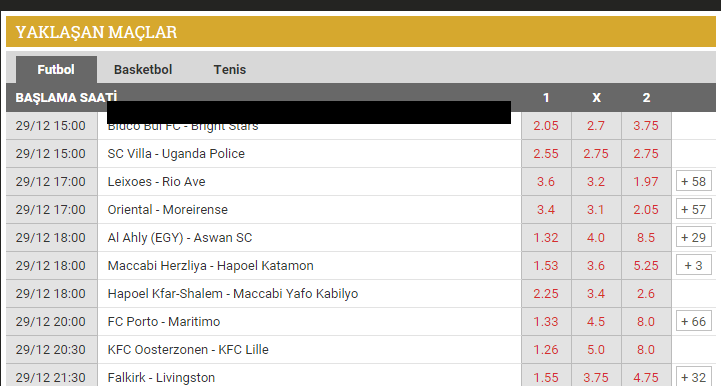 YAKLAŞAN MAÇLAR
Futbol Basketbol Tenis
BAŞLAMA SAATİ 1 X 2
29/12 15:00 Bidco Bul FC - Bright Stars 2.05 2.7 3.75
29/12 15:00 SC Villa - Uganda Police 2.55 2.75 2.75
29/12 17:00 Leixoes - Rio Ave 3.6 3.2 1.97 + 58
29/12 17:00 Oriental - Moreirense 3.4 3.1 2.05 + 57
29/12 18:00 Al Ahly (EGY) - Aswan SC 1.32 4.0 8.5 + 29
29/12 18:00 Maccabi Herzliya - Hapoel Katamon 1.53 3.6 5.25 + 3
29/12 18:00 Hapoel Kfar-Shalem - Maccabi Yafo Kabilyo 2.25 3.4 2.6
29/12 20:00 FC Porto - Maritimo 1.33 4.5 8.0 + 66
29/12 20:30 KFC Oosterzonen - KFC Lille 1.26 5.0 8.0
29/12 21:30 Falkirk - Livingston 1.55 3.75 4.75 + 32